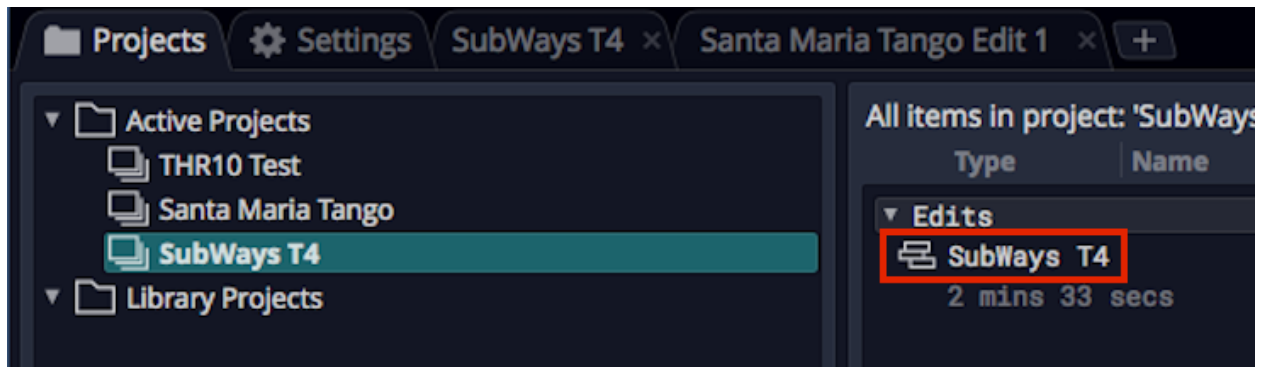 Projects Settings SubWays T4 × Santa Maria Tango Edit 1 × +
Active Projects
THR10 Test
Santa Maria Tango
SubWays T4
Library Projects
All items in project: 'SubWays
Type Name
Edits
SubWays T4
2 mins 33 secs